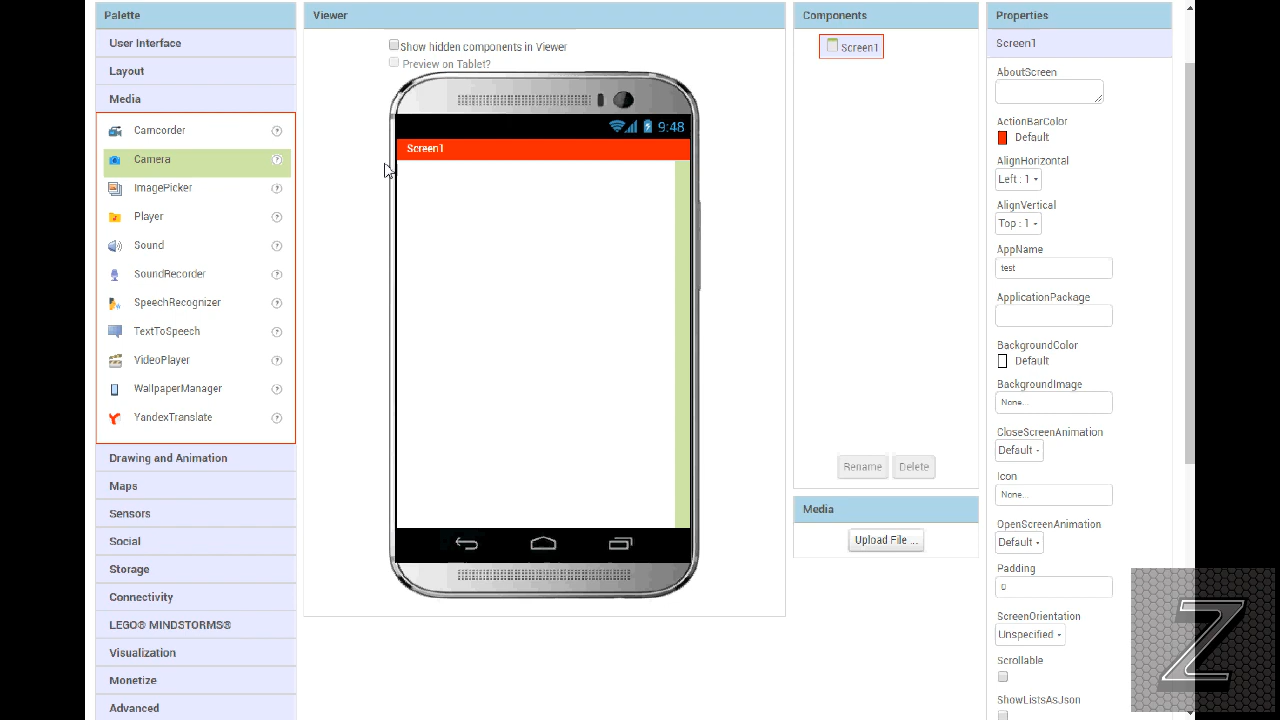 Palette
User Interface
Layout
Media
Camcorder
Camera
ImagePicker
Player
Sound
SoundRecorder
SpeechRecognizer
TextToSpeech
VideoPlayer
WallpaperManager
YandexTranslate
Drawing and Animation
Maps
Sensors
Social
Storage
Connectivity
LEGO® MINDSTORMS®
Visualization
Monetize
Advanced
Viewer
Show hidden components in Viewer
Preview on Tablet?
9:48
Screen1
Components
Screen1
Rename Delete
Media
Upload File ...
Properties
Screen1
AboutScreen
ActionBarColor
Default
AlignHorizontal
Left : 1
AlignVertical
Top : 1
AppName
test
ApplicationPackage
BackgroundColor
Default
BackgroundImage
None...
CloseScreenAnimation
Default
Icon
None...
OpenScreenAnimation
Default
Padding
0
ScreenOrientation
Unspecified
Scrollable
ShowListsAsJson
Z